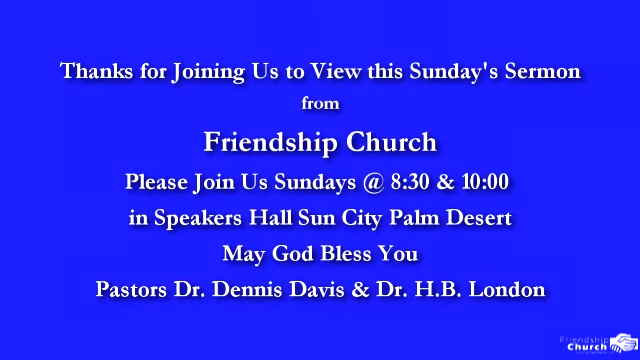 Thanks for Joining Us to View this Sunday's Sermon
from
Friendship Church
Please Join Us Sundays @ 8:30 & 10:00
in Speakers Hall Sun City Palm Desert
May God Bless You
Pastors Dr. Dennis Davis & Dr. H.B. London
Friendship
Church